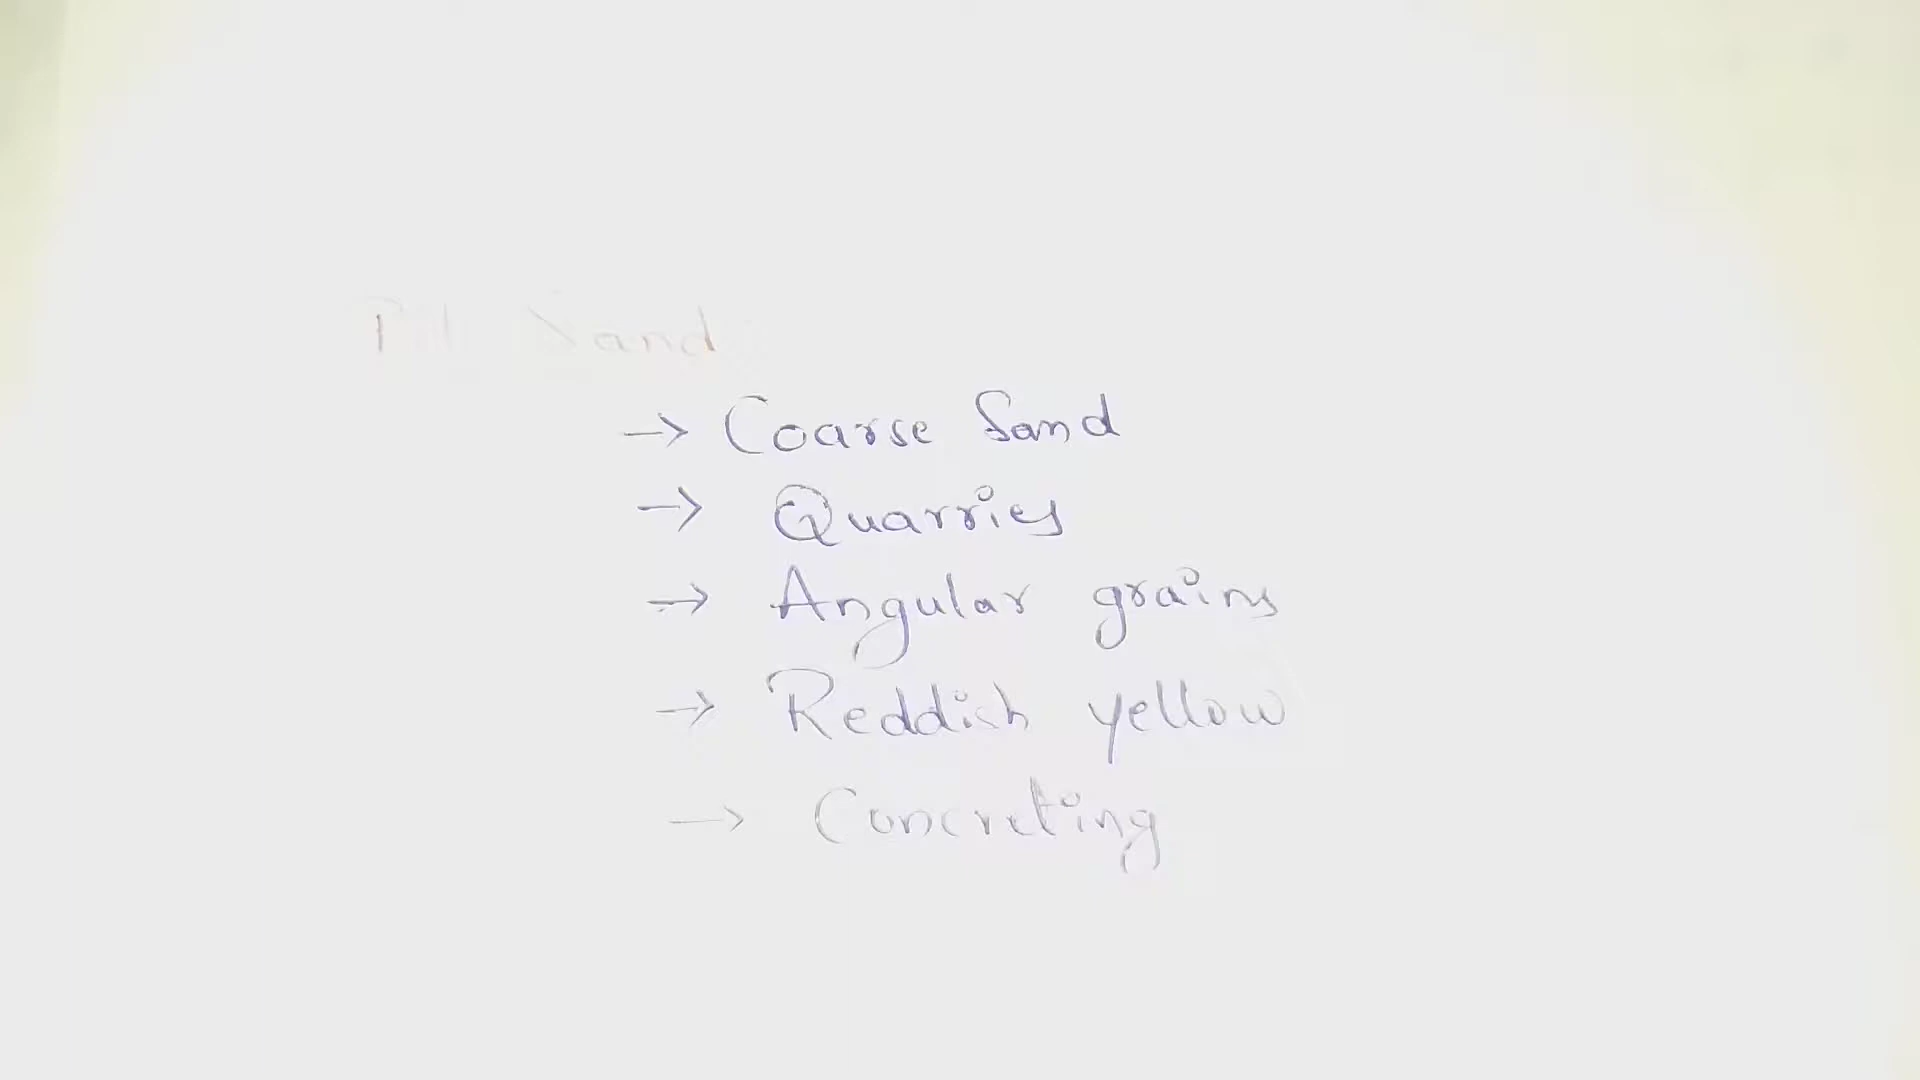 Pit Sand
→ Coarse Sand
→ Quarries
→ Angular grains
→ Reddish yellow
→ Concreting